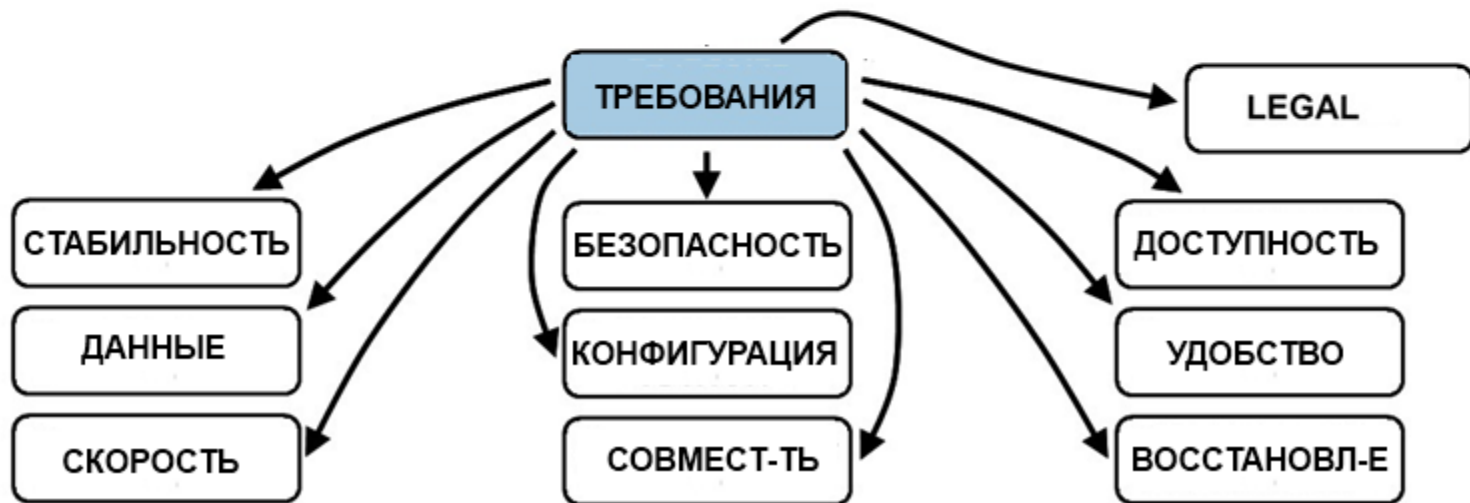 ТРЕБОВАНИЯ
LEGAL
СТАБИЛЬНОСТЬ
БЕЗОПАСНОСТЬ
ДОСТУПНОСТЬ
ДАННЫЕ
КОНФИГУРАЦИЯ
УДОБСТВО
СКОРОСТЬ
СОВМЕСТ-ТЬ
ВОССТАНОВЛ-Е